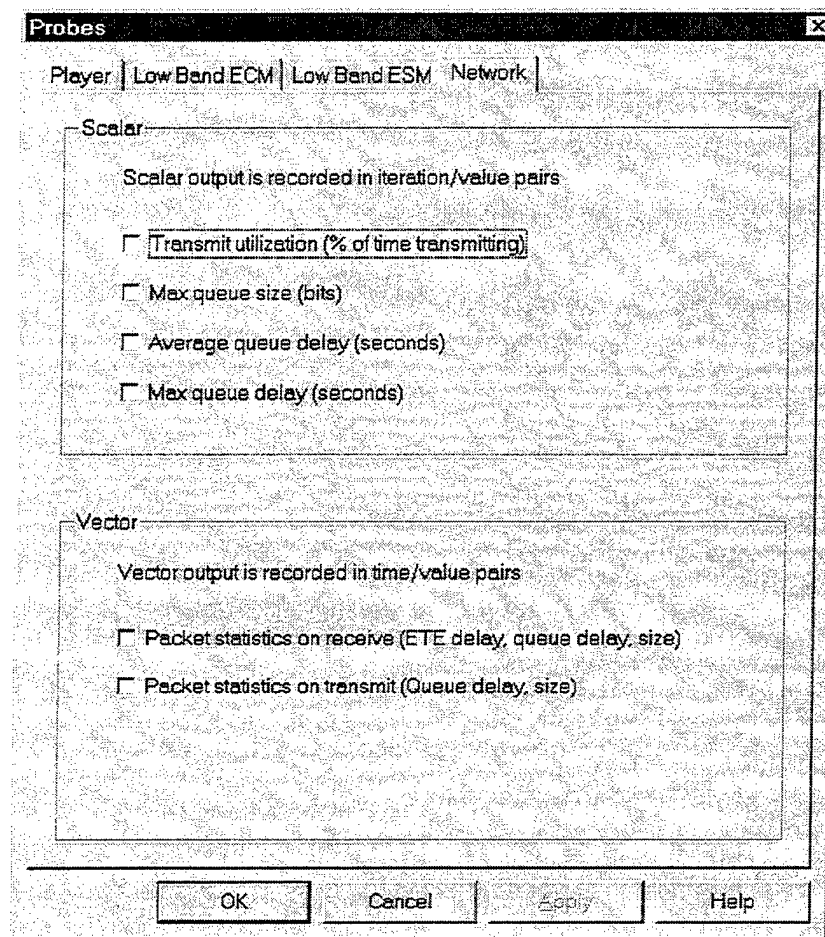 Probes
Player Low Band ECM Low Band ESM Network
Scalar
Scalar output is recorded in iteration/value pairs
Transmit utilization (% of time transmitting)
Max queue size (bits)
Average queue delay (seconds)
Max queue delay (seconds)
Vector
Vector output is recorded in time/value pairs
Packet statistics on receive (ETE delay, queue delay, size)
Packet statistics on transmit (Queue delay, size)
OK Cancel Apply Help